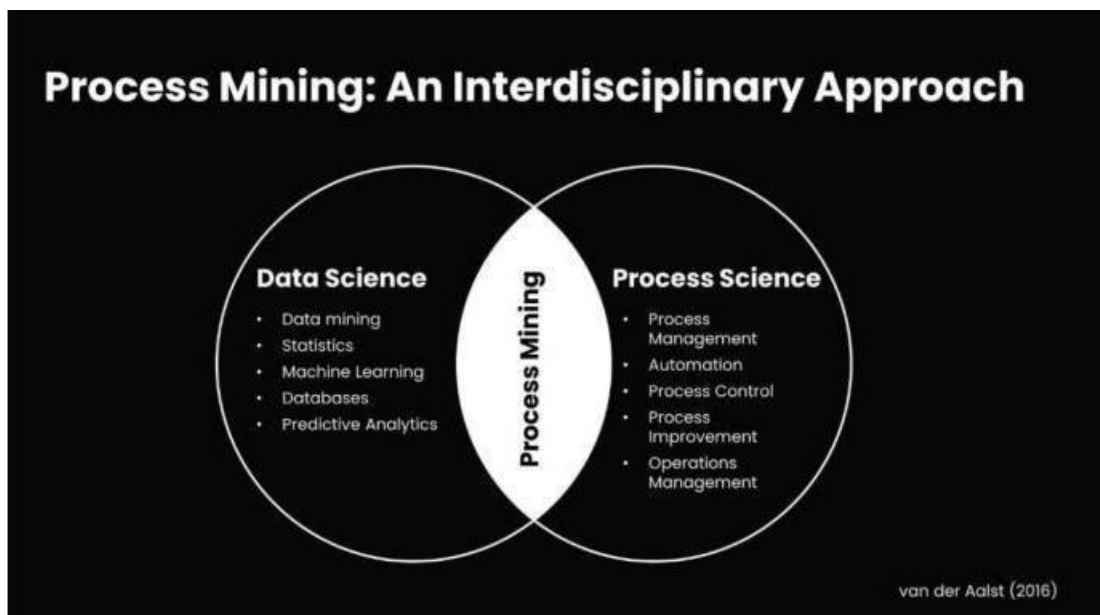 Process Mining: An Interdisciplinary Approach
Data Science
• Data mining
• Statistics
• Machine Learning
• Databases
• Predictive Analytics
Process Mining
Process Science
• Process
Management
• Automation
• Process Control
• Process
Improvement
• Operations
Management
van der Aalst (2016)